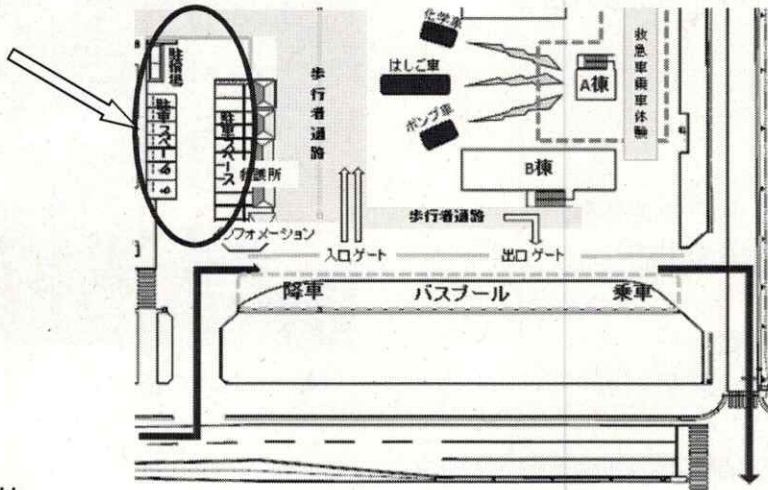 化学車
はしご車
ポンプ車
A棟
救急車乗車体験
B棟
歩行者通路
駐輪場
駐車スペース
駐車スペース
救護所
インフォメーション
歩行者通路
入口ゲート
出口ゲート
降車
バスプール
乗車